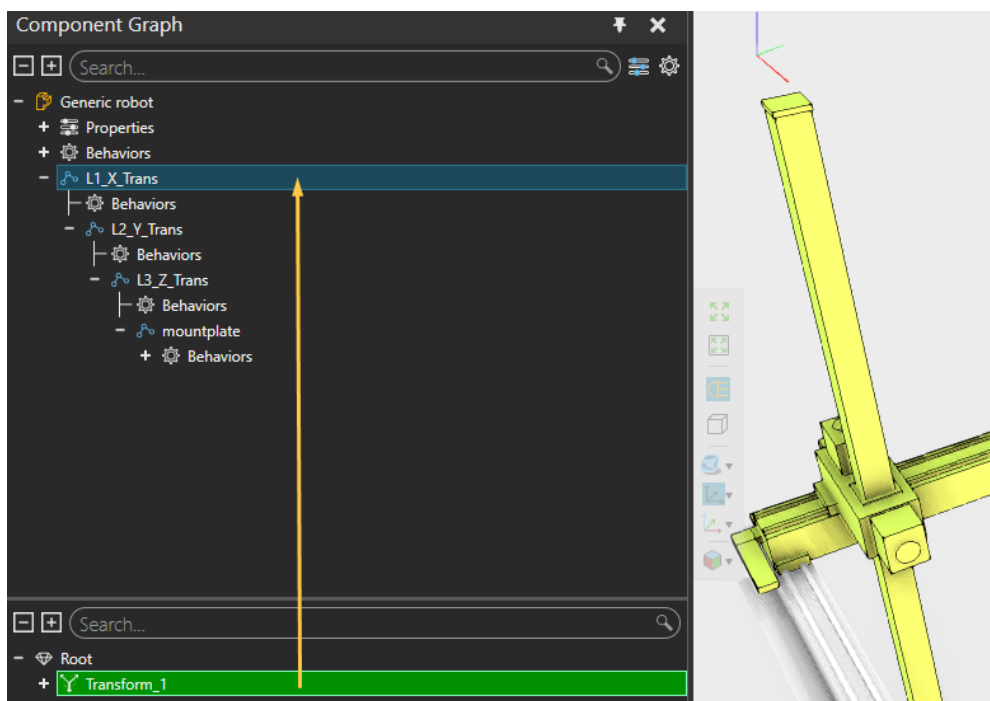 Component Graph
Search...
Generic robot
Properties
Behaviors
L1_X_Trans
Behaviors
L2_Y_Trans
Behaviors
L3_Z_Trans
Behaviors
mountplate
Behaviors
Search...
Root
Transform_1